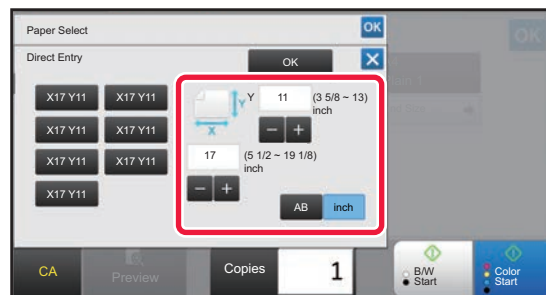 Paper Select
OK
OK
Direct Entry
OK
X17 Y11
X17 Y11
Y
11
(3 5/8 ~ 13)
inch
Y
X17 Y11
X17 Y11
X
X17 Y11
X17 Y11
17
(5 1/2 ~ 19 1/8)
inch
X17 Y11
AB
inch
CA
Preview
Copies
1
B/W
Start
Color
Start